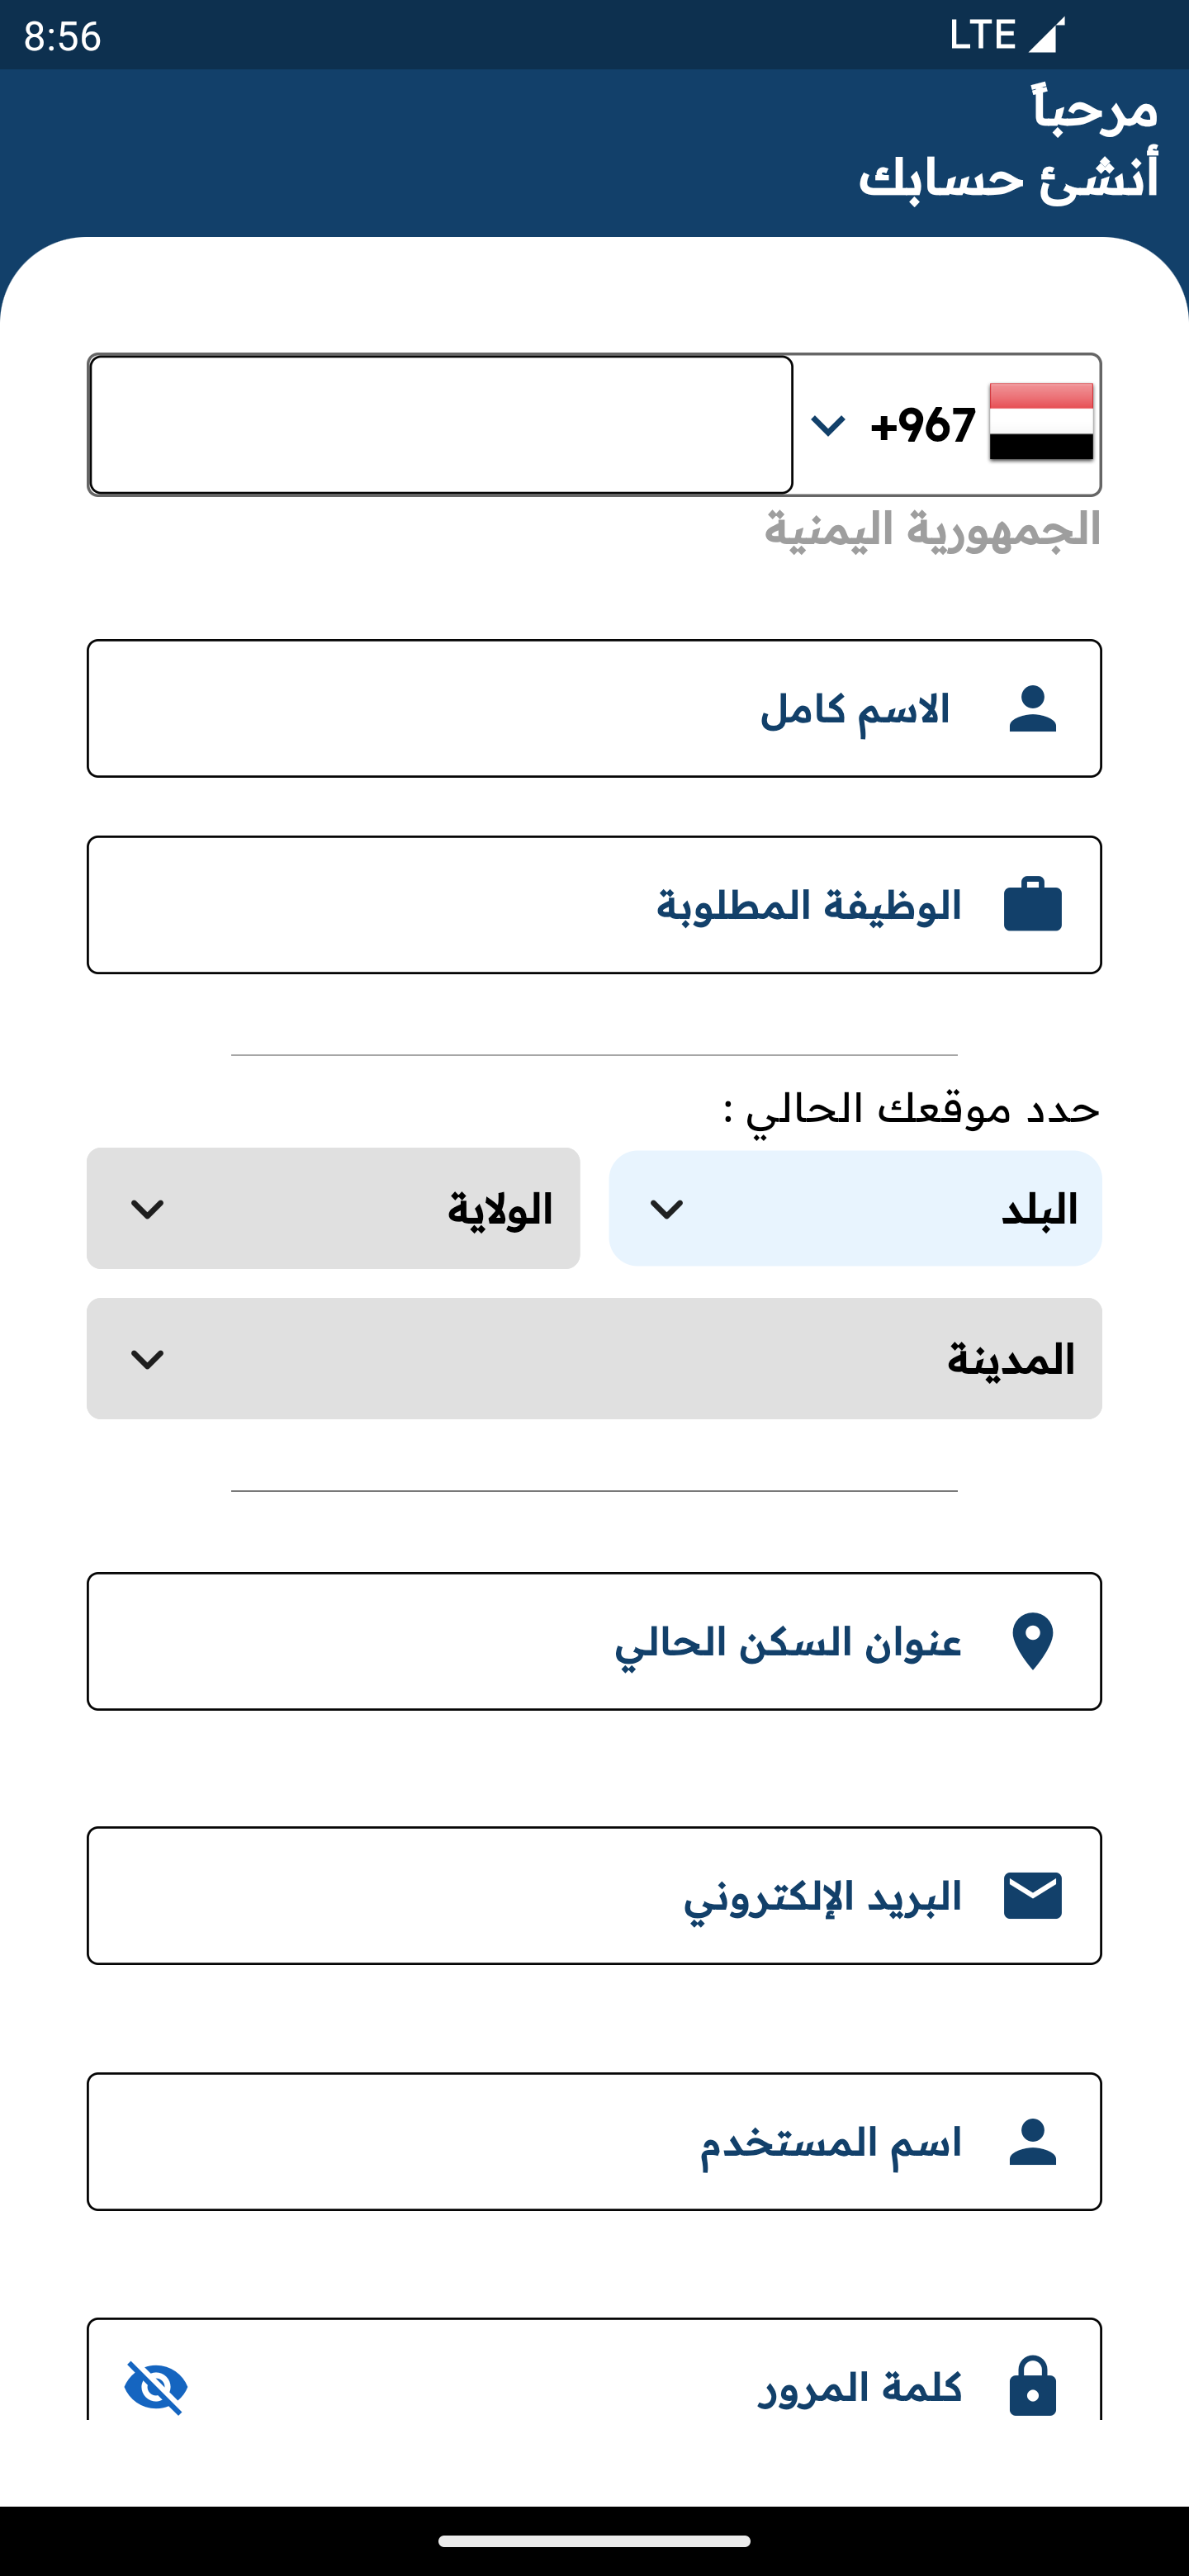 8:56 LTE
مرحباً
أنشئ حسابك
+967
الجمهورية اليمنية
الاسم كامل
الوظيفة المطلوبة
حدد موقعك الحالي :
البلد
الولاية
المدينة
عنوان السكن الحالي
البريد الإلكتروني
اسم المستخدم
كلمة المرور